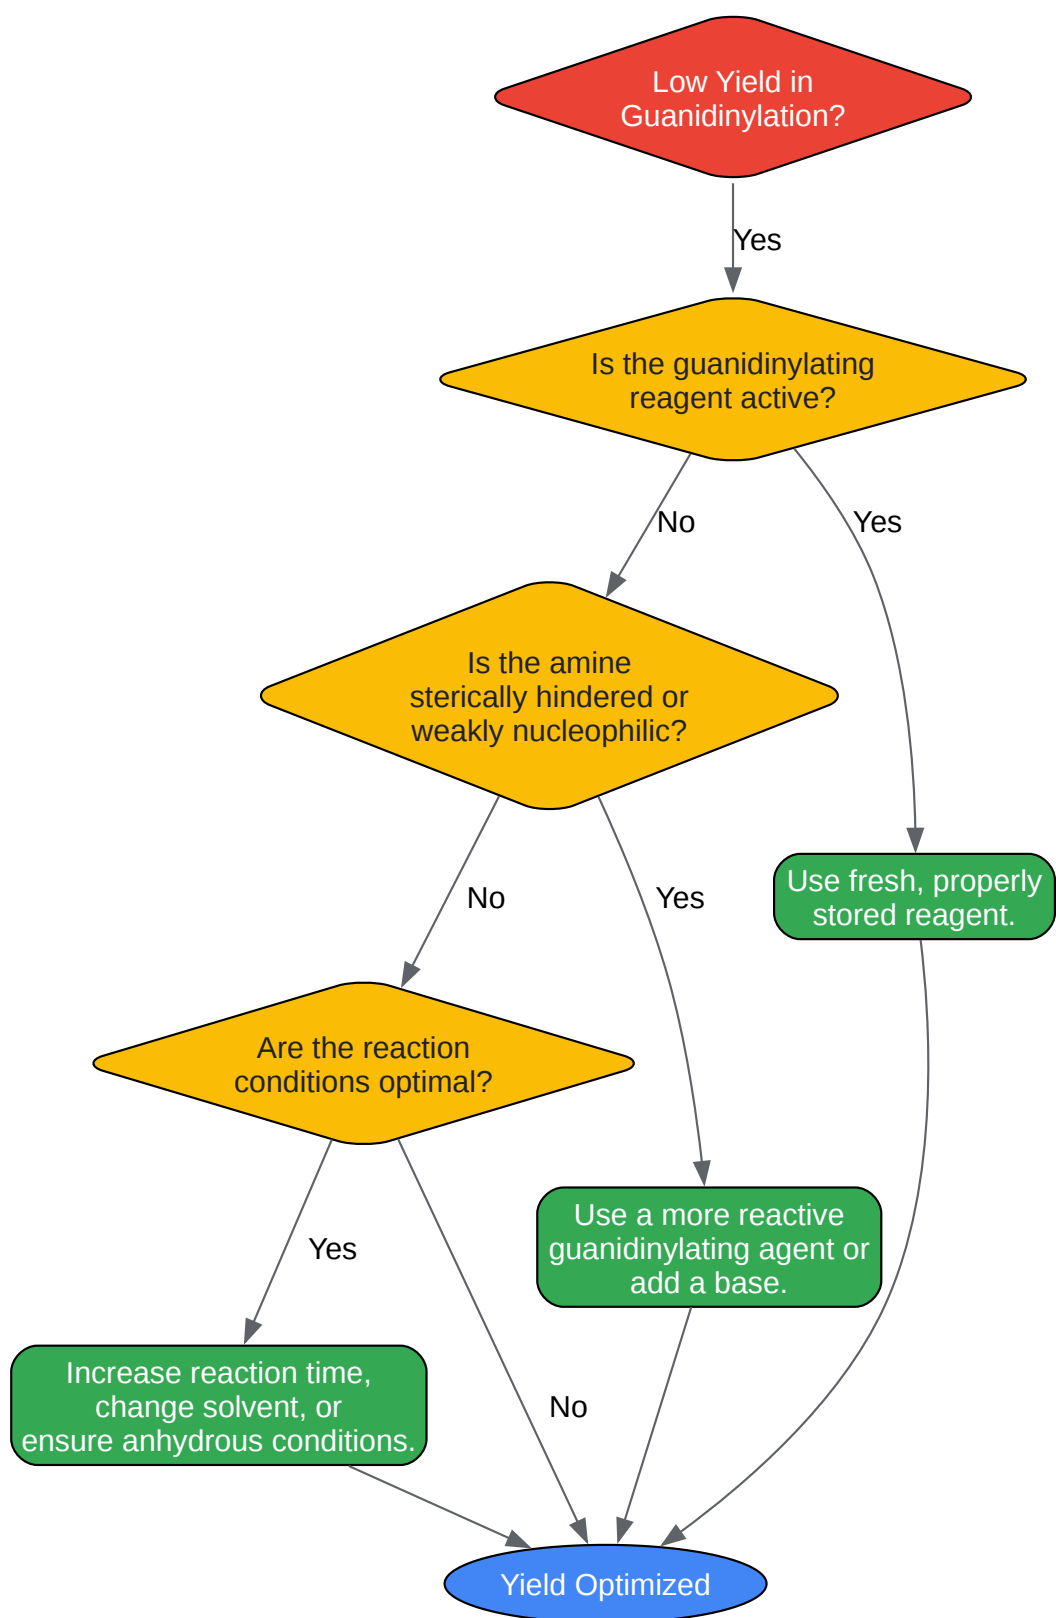 Low Yield in
Guanidinylation?
Yes
Is the guanidinylating
reagent active?
No
Yes
Is the amine
sterically hindered or
weakly nucleophilic?
No
Yes
Use fresh, properly
stored reagent.
Are the reaction
conditions optimal?
Yes
Use a more reactive
guanidinylating agent or
add a base.
Increase reaction time,
change solvent, or
ensure anhydrous conditions.
No
Yield Optimized